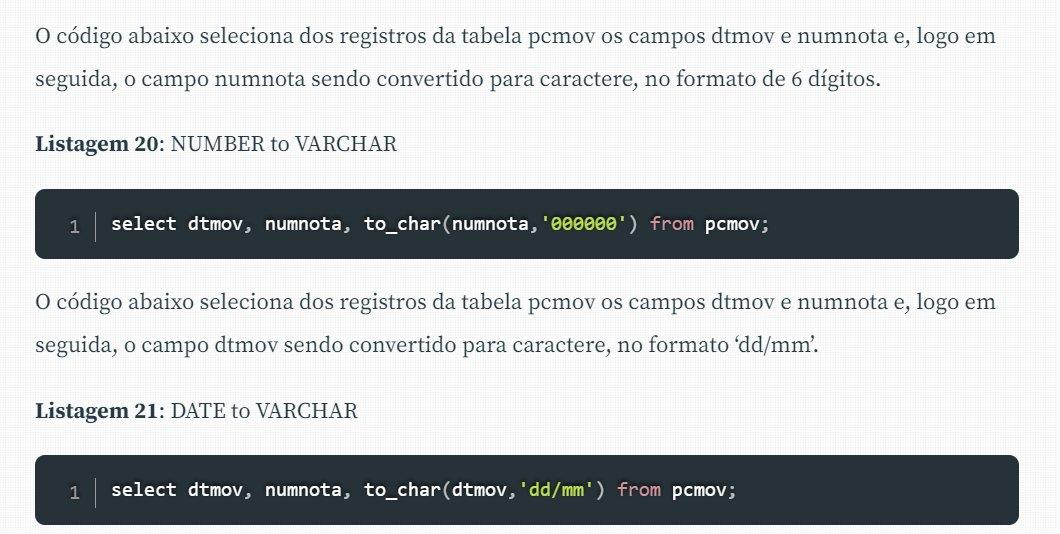 O código abaixo seleciona dos registros da tabela pcmov os campos dtmov e numnota e, logo em
seguida, o campo numnota sendo convertido para caractere, no formato de 6 dígitos.
Listagem 20: NUMBER to VARCHAR
1 select dtmov, numnota, to_char(numnota,'000000') from pcmov;
O código abaixo seleciona dos registros da tabela pcmov os campos dtmov e numnota e, logo em
seguida, o campo dtmov sendo convertido para caractere, no formato ‘dd/mm’.
Listagem 21: DATE to VARCHAR
1 select dtmov, numnota, to_char(dtmov,'dd/mm') from pcmov;